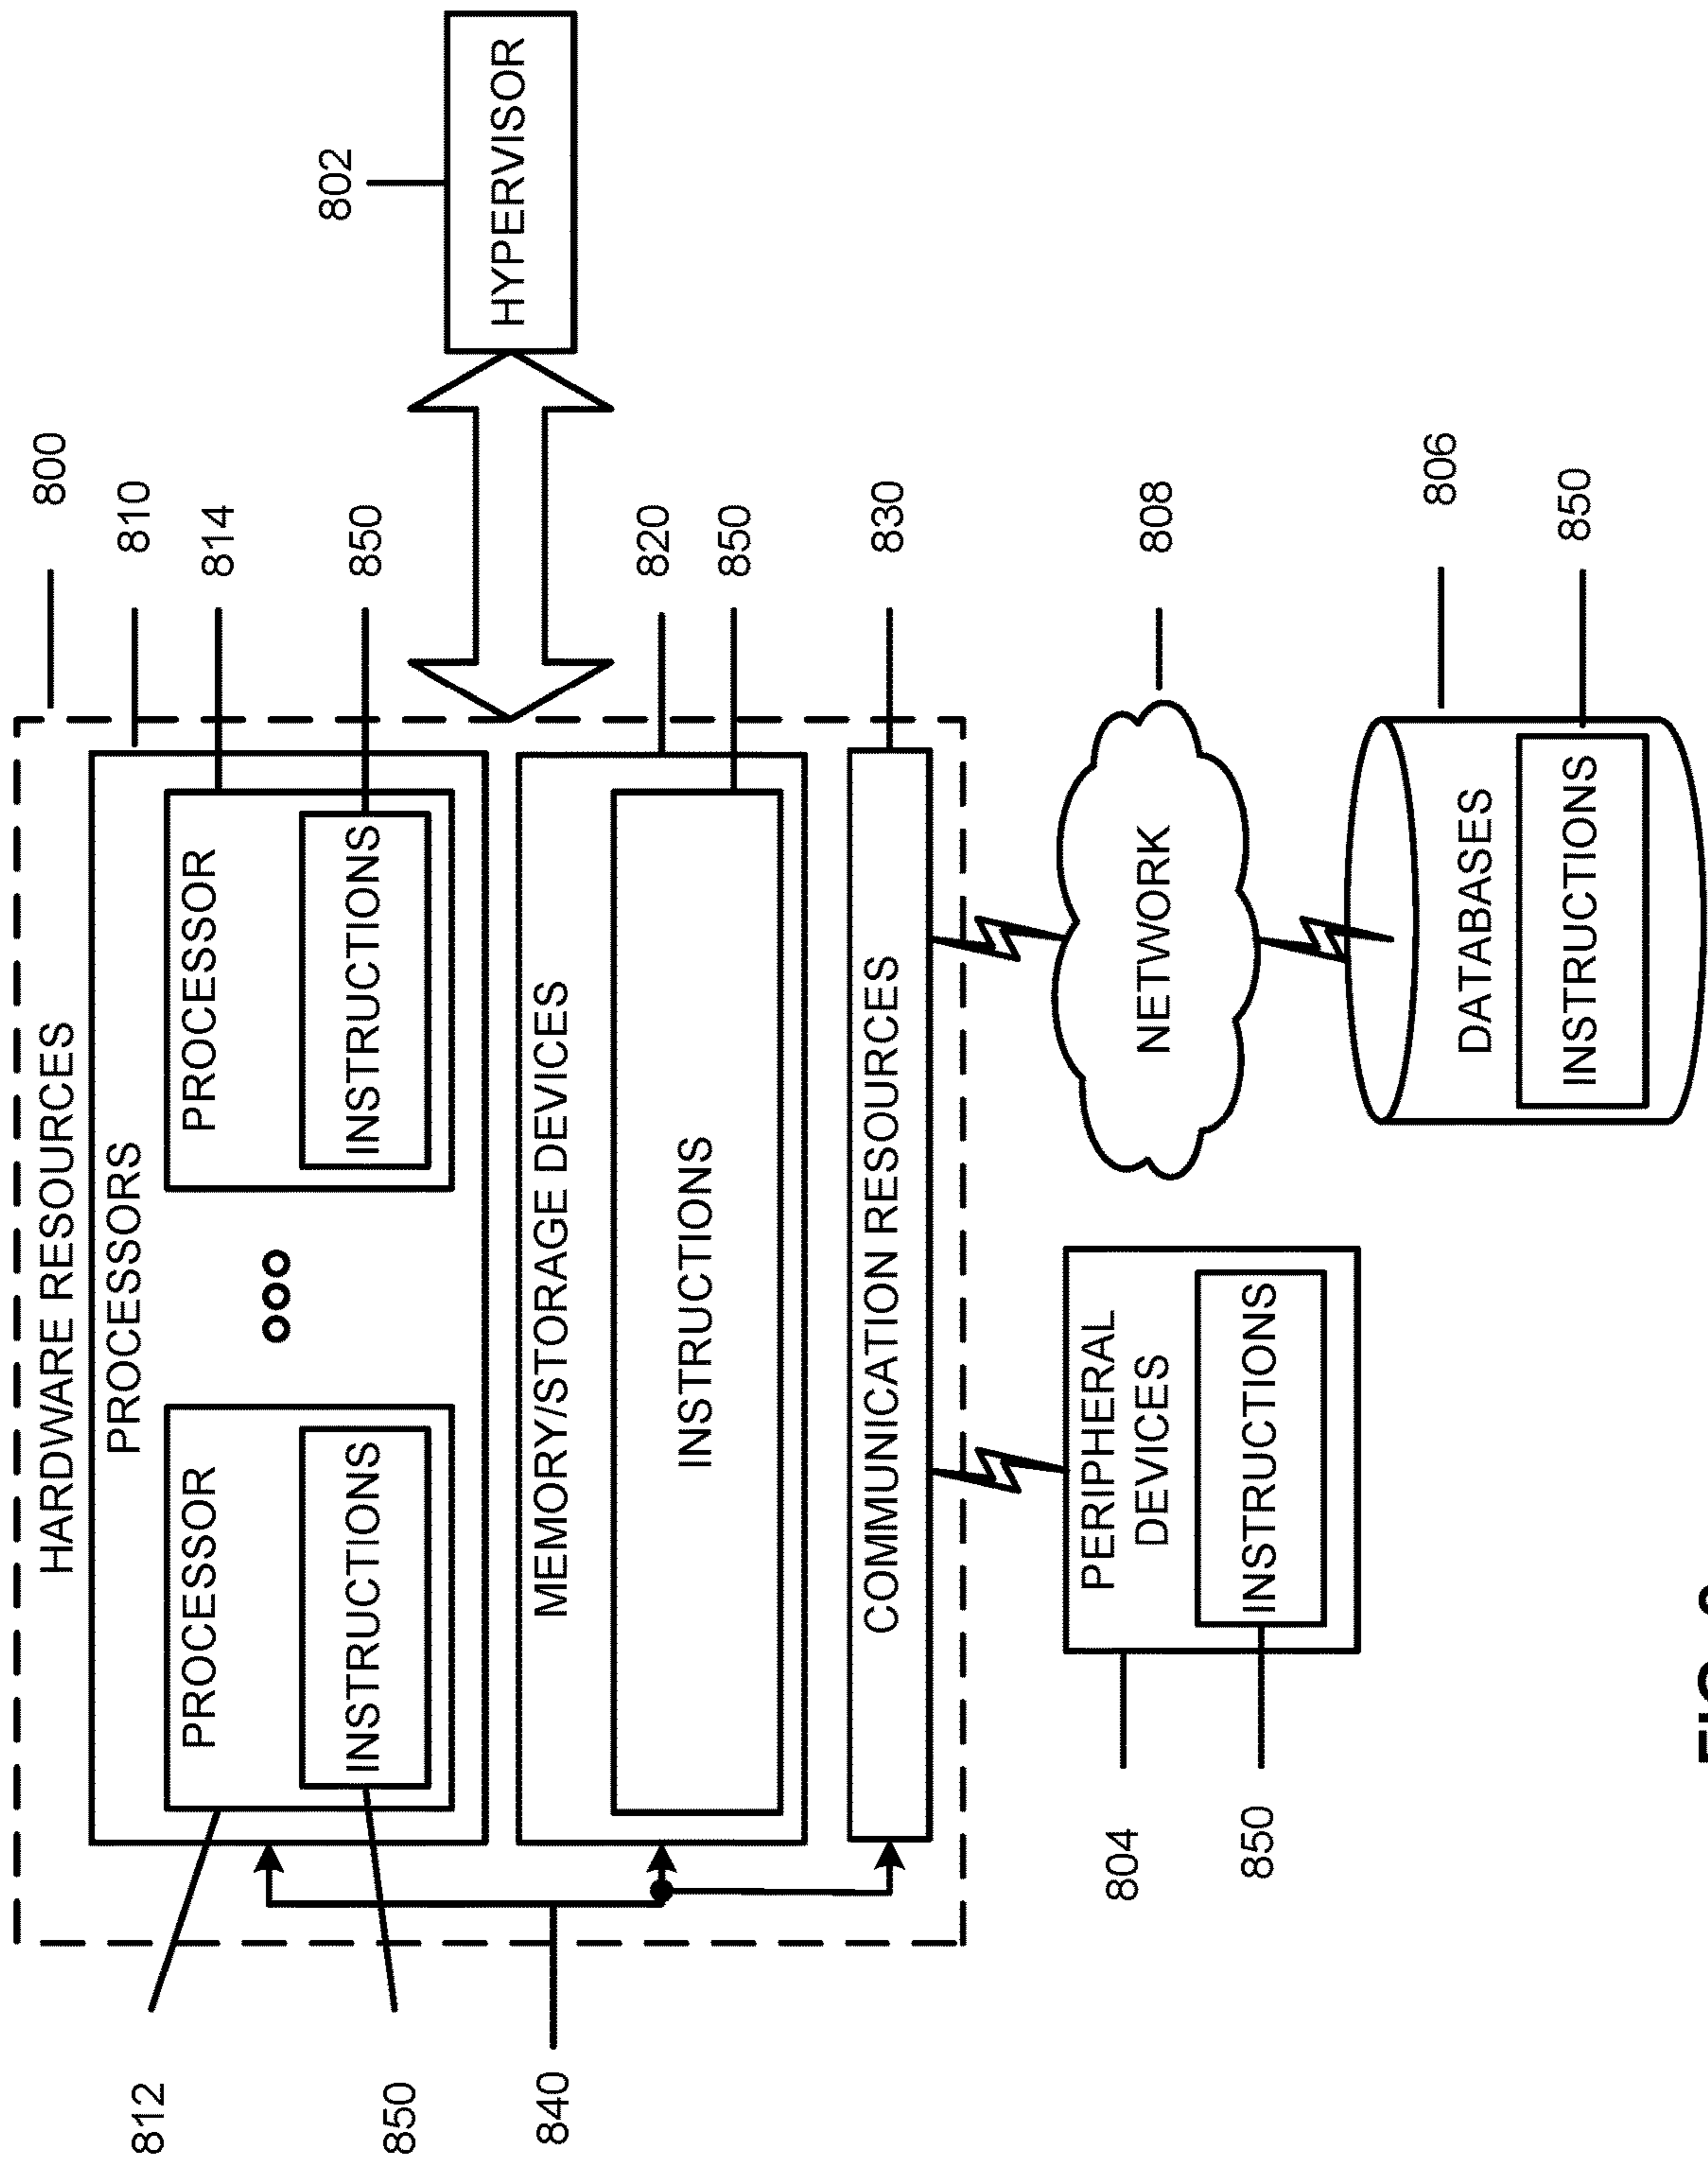 HARDWARE RESOURCES
800
PROCESSORS
810
PROCESSOR
PROCESSOR
814
812
INSTRUCTIONS
INSTRUCTIONS
850
850
HYPERVISOR
802
840
MEMORY/STORAGE DEVICES
820
INSTRUCTIONS
850
COMMUNICATION RESOURCES
830
804
PERIPHERAL
DEVICES
INSTRUCTIONS
850
NETWORK
808
806
DATABASES
INSTRUCTIONS
850
FIG.